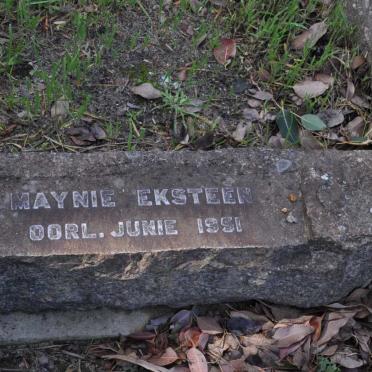 MAYNIE EKSTEEN
OORL. JUNIE 1951